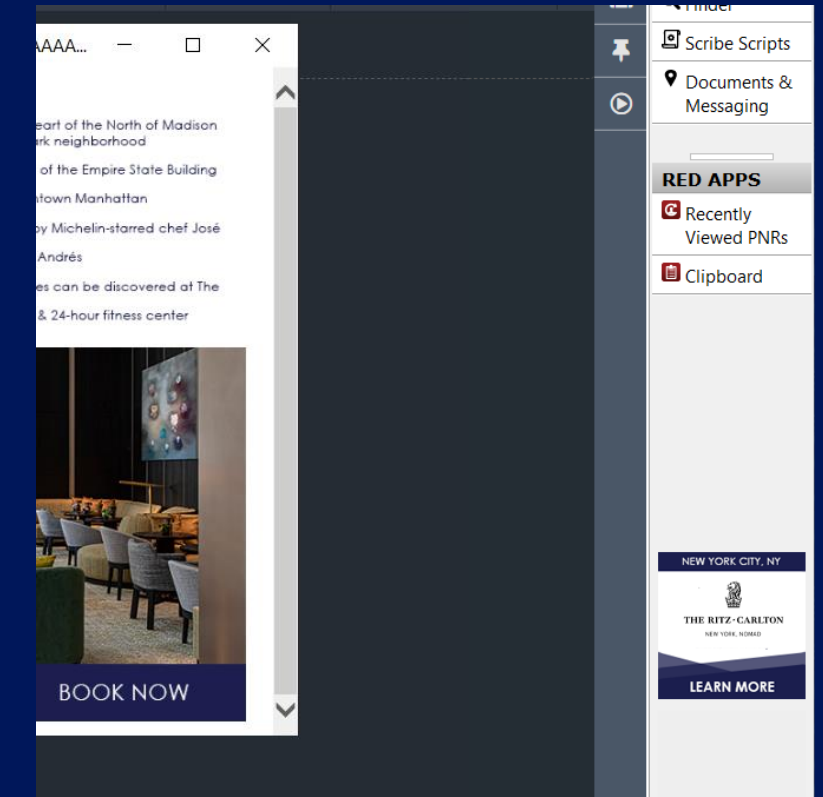 AAAA...
eart of the North of Madison
rk neighborhood
of the Empire State Building
town Manhattan
by Michelin-starred chef José
Andrés
es can be discovered at The
& 24-hour fitness center
BOOK NOW
Finder
Scribe Scripts
Documents &
Messaging
RED APPS
Recently
Viewed PNRs
Clipboard
NEW YORK CITY, NY
THE RITZ-CARLTON
NEW YORK, NOMAD
LEARN MORE